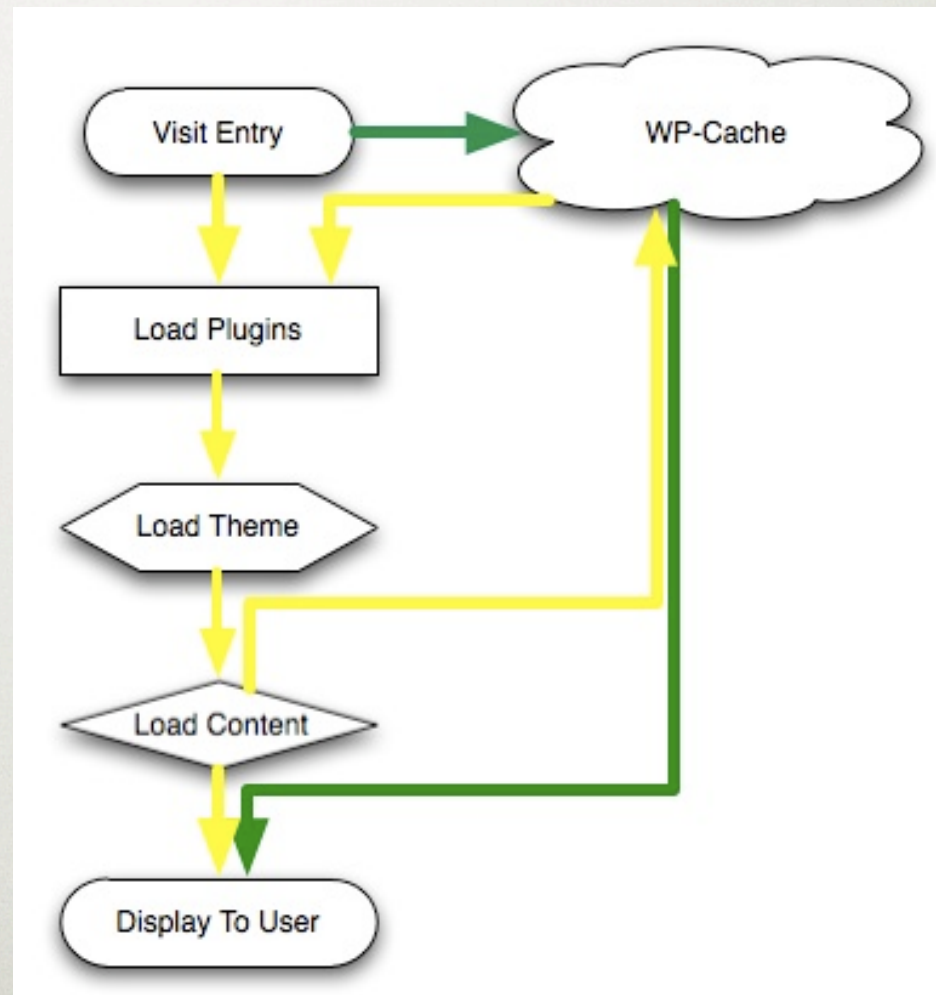 Visit Entry
WP-Cache
Load Plugins
Load Theme
Load Content
Display To User